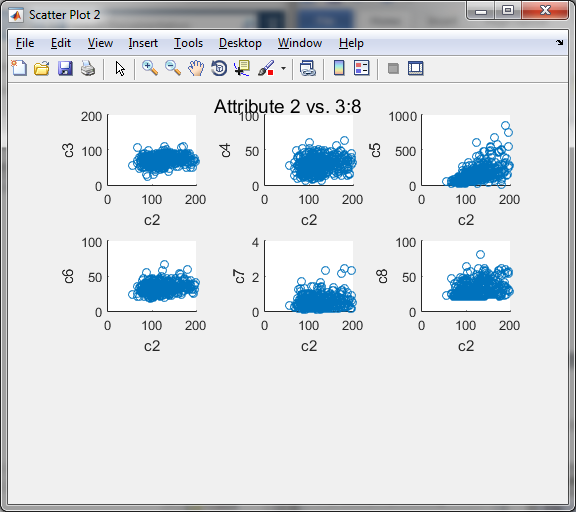 Scatter Plot 2
File Edit View Insert Tools Desktop Window Help
Attribute 2 vs. 3:8
200
100
0
c3
0 100 200
c2
100
50
0
c4
0 100 200
c2
1000
500
0
c5
0 100 200
c2
100
50
0
c6
0 100 200
c2
4
2
0
c7
0 100 200
c2
100
50
0
c8
0 100 200
c2